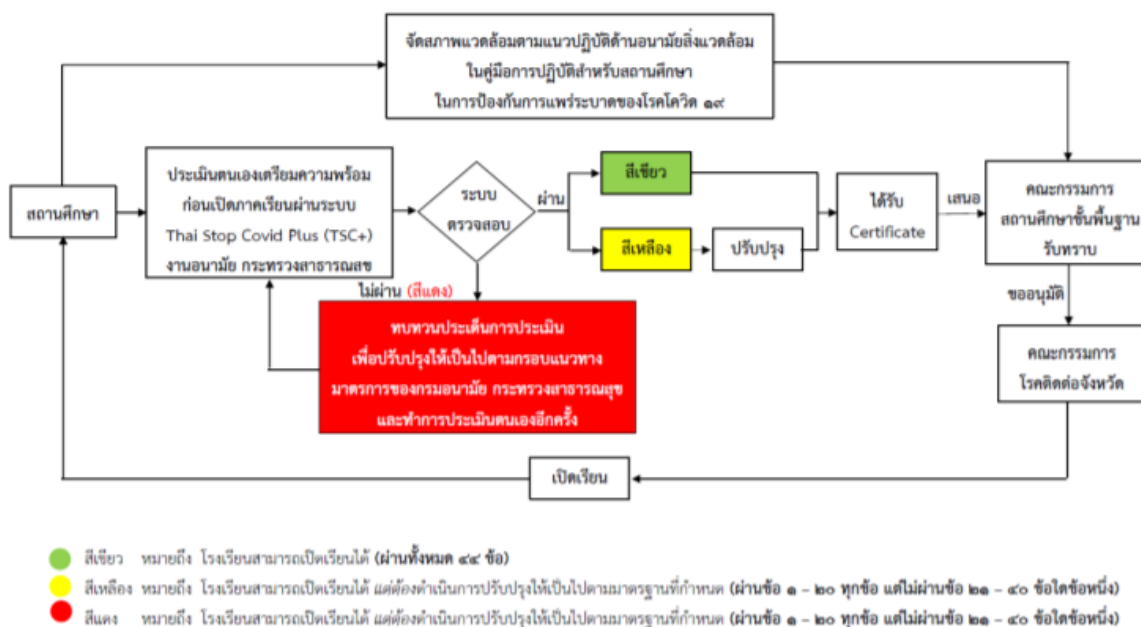 จัดสภาพแวดล้อมตามแนวปฏิบัติด้านอนามัยสิ่งแวดล้อม
ในคู่มือการปฏิบัติสำหรับสถานศึกษา
ในการป้องกันการแพร่ระบาดของโรคโควิด ๑๙
สถานศึกษา
ประเมินตนเองเตรียมความพร้อม
ก่อนเปิดภาคเรียนผ่านระบบ
Thai Stop Covid Plus (TSC+)
งานอนามัย กระทรวงสาธารณสุข
ระบบ
ตรวจสอบ
ผ่าน
สีเขียว
สีเหลือง
ปรับปรุง
ได้รับ
Certificate
เสนอ
คณะกรรมการ
สถานศึกษาขั้นพื้นฐาน
รับทราบ
ไม่ผ่าน (สีแดง)
ทบทวนประเด็นการประเมิน
เพื่อปรับปรุงให้เป็นไปตามกรอบแนวทาง
มาตรการของกรมอนามัย กระทรวงสาธารณสุข
และทำการประเมินตนเองอีกครั้ง
ขออนุมัติ
คณะกรรมการ
โรคติดต่อจังหวัด
เปิดเรียน
สีเขียว หมายถึง โรงเรียนสามารถเปิดเรียนได้ (ผ่านทั้งหมด ๔๔ ข้อ)
สีเหลือง หมายถึง โรงเรียนสามารถเปิดเรียนได้ แต่ต้องดำเนินการปรับปรุงให้เป็นไปตามมาตรฐานที่กำหนด (ผ่านข้อ ๑ - ๒๐ ทุกข้อ แต่ไม่ผ่านข้อ ๒๑ - ๔๐ ข้อใดข้อหนึ่ง)
สีแดง หมายถึง โรงเรียนสามารถเปิดเรียนได้ แต่ต้องดำเนินการปรับปรุงให้เป็นไปตามมาตรฐานที่กำหนด (ผ่านข้อ ๑ - ๒๐ ทุกข้อ แต่ไม่ผ่านข้อ ๒๑ - ๔๐ ข้อใดข้อหนึ่ง)